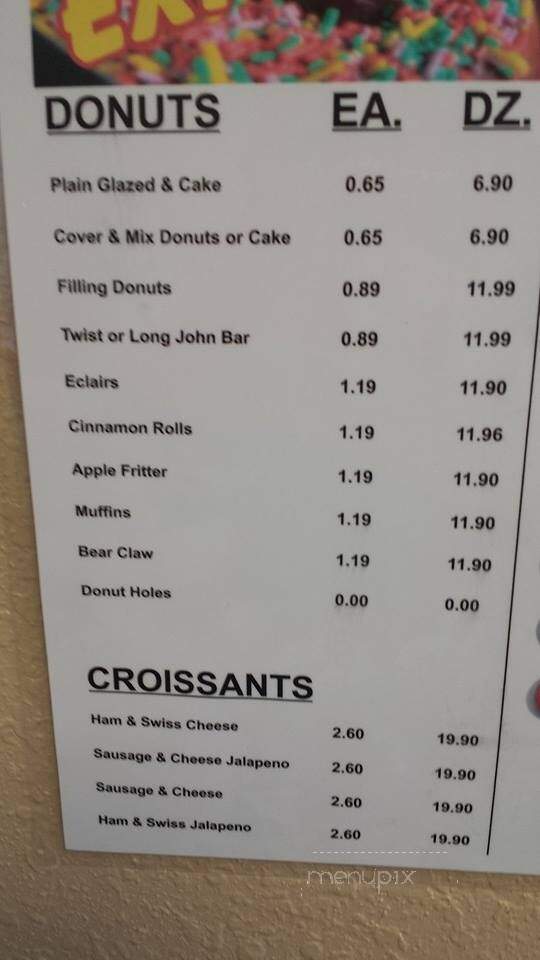 DONUTS EA. DZ.
Plain Glazed & Cake 0.65 6.90
Cover & Mix Donuts or Cake 0.65 6.90
Filling Donuts 0.89 11.99
Twist or Long John Bar 0.89 11.99
Eclairs 1.19 11.90
Cinnamon Rolls 1.19 11.96
Apple Fritter 1.19 11.90
Muffins 1.19 11.90
Bear Claw 1.19 11.90
Donut Holes 0.00 0.00
CROISSANTS
Ham & Swiss Cheese 2.60 19.90
Sausage & Cheese Jalapeno 2.60 19.90
Sausage & Cheese 2.60 19.90
Ham & Swiss Jalapeno 2.60 19.90
menupix